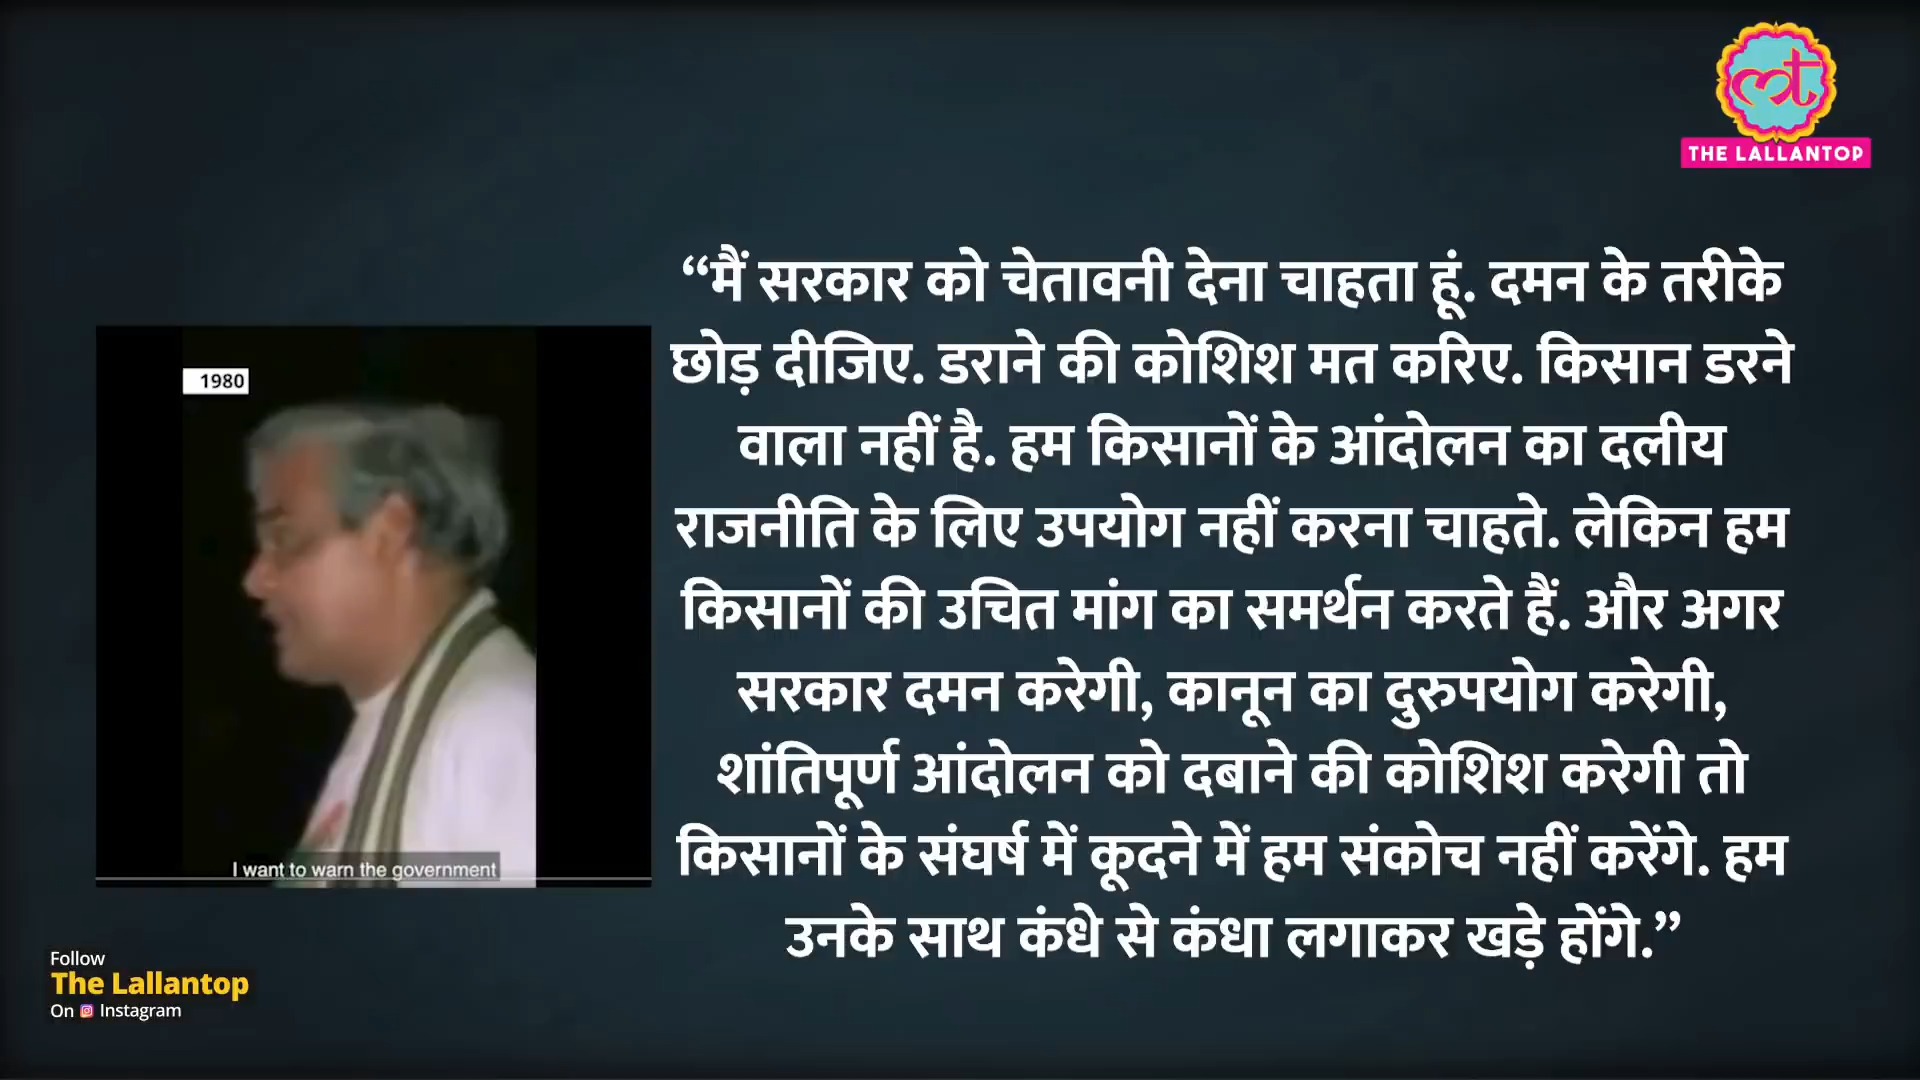 THE LALLANTOP
“मैं सरकार को चेतावनी देना चाहता हूं. दमन के तरीके
छोड़ दीजिए. डराने की कोशिश मत करिए. किसान डरने
वाला नहीं है. हम किसानों के आंदोलन का दलीय
राजनीति के लिए उपयोग नहीं करना चाहते. लेकिन हम
किसानों की उचित मांग का समर्थन करते हैं. और अगर
सरकार दमन करेगी, कानून का दुरुपयोग करेगी,
शांतिपूर्ण आंदोलन को दबाने की कोशिश करेगी तो
किसानों के संघर्ष में कूदने में हम संकोच नहीं करेंगे. हम
उनके साथ कंधे से कंधा लगाकर खड़े होंगे.”
1980
I want to warn the government
Follow
The Lallantop
On Instagram